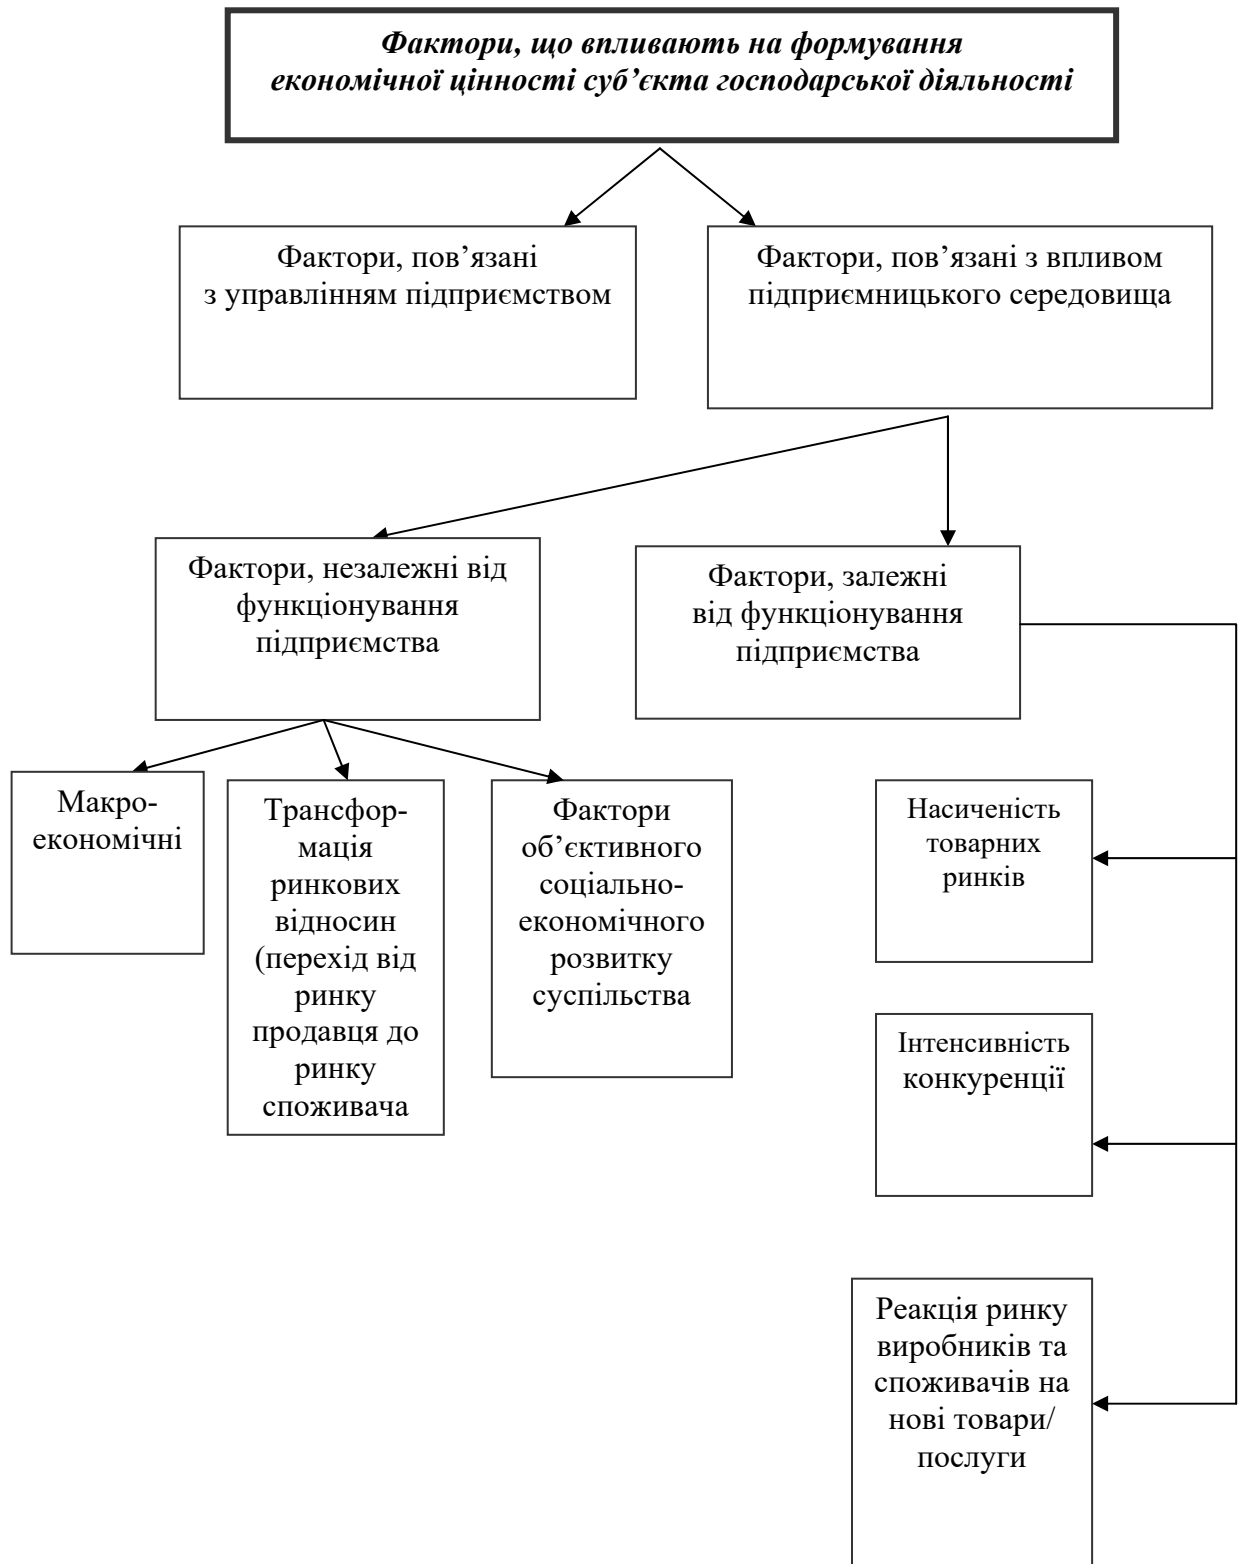 Фактори, що впливають на формування
економічної цінності суб’єкта господарської діяльності
Фактори, пов’язані
з управлінням підприємством
Фактори, пов’язані з впливом
підприємницького середовища
Фактори, незалежні від
функціонування
підприємства
Фактори, залежні
від функціонування
підприємства
Макро-
економічні
Трансфор-
мація
ринкових
відносин
(перехід від
ринку
продавця до
ринку
споживача
Фактори
об’єктивного
соціально-
економічного
розвитку
суспільства
Насиченість
товарних
ринків
Інтенсивність
конкуренції
Реакція ринку
виробників та
споживачів на
нові товари/
послуги